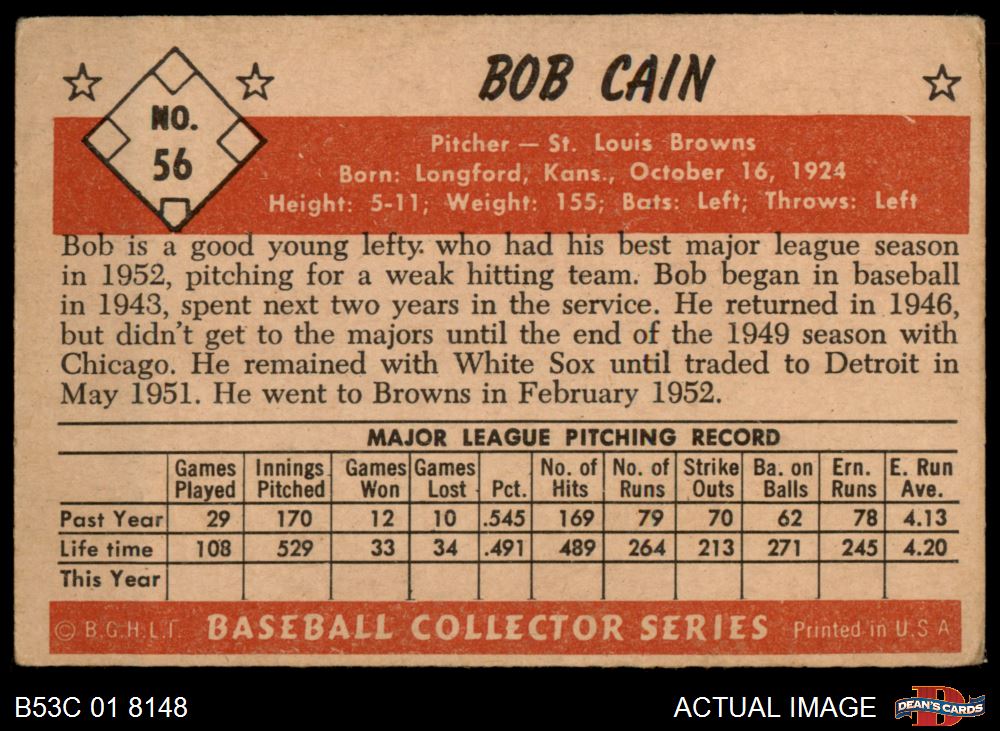 BOB CAIN
NO.
56
Pitcher — St. Louis Browns
Born: Longford, Kans., October 16, 1924
Height: 5-11; Weight: 155; Bats: Left; Throws: Left
Bob is a good young lefty. who had his best major league season
in 1952, pitching for a weak hitting team. Bob began in baseball
in 1943, spent next two years in the service. He returned in 1946,
but didn't get to the majors until the end of the 1949 season with
Chicago. He remained with White Sox until traded to Detroit in
May 1951. He went to Browns in February 1952.
MAJOR LEAGUE PITCHING RECORD
Games Played Innings Pitched Games Won Games Lost Pct. No. of Hits No. of Runs Strike Outs Ba. on Balls Ern. Runs E. Run Ave.
Past Year 29 170 12 10 .545 169 79 70 62 78 4.13
Life time 108 529 33 34 .491 489 264 213 271 245 4.20
This Year
© B.G.H.L.I. BASEBALL COLLECTOR SERIES Printed in U.S A
B53C 01 8148 ACTUAL IMAGE DEAN'S CARDS